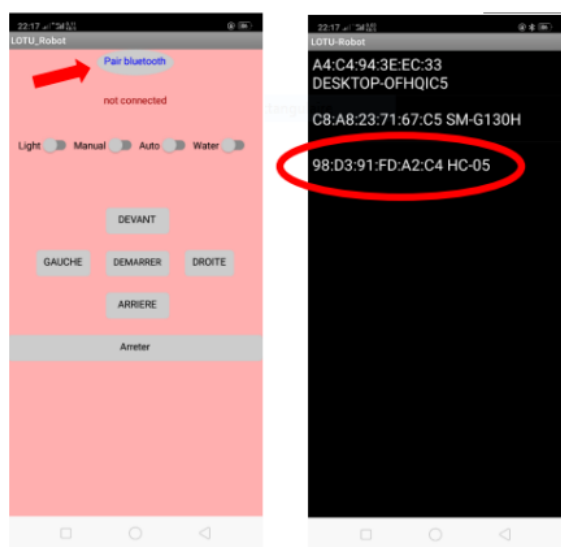 22:17
LOTU_Robot
Pair bluetooth
not connected
Light Manual Auto Water
DEVANT
GAUCHE DEMARRER DROITE
ARRIERE
Arreter
22:17
LOTU-Robot
A4:C4:94:3E:EC:33
DESKTOP-OFHQIC5
C8:A8:23:71:67:C5 SM-G130H
98:D3:91:FD:A2:C4 HC-05